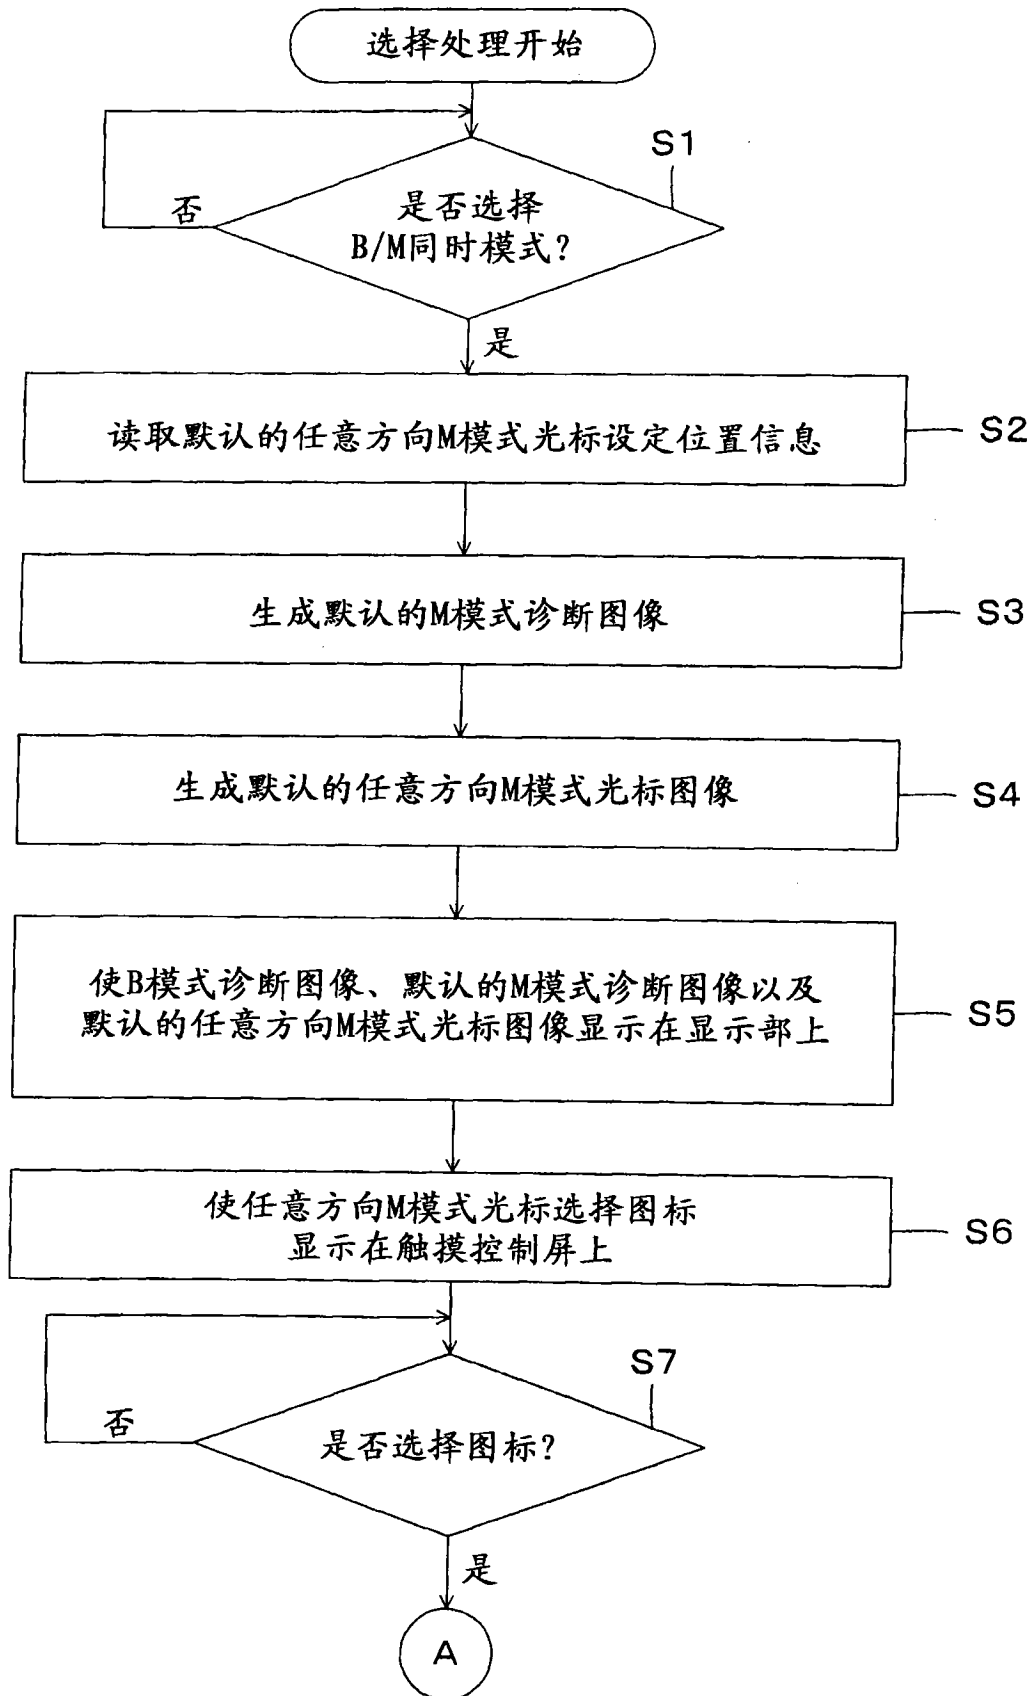 选择处理开始
S1
否
是否选择
B/M同时模式?
是
读取默认的任意方向M模式光标设定位置信息
S2
生成默认的M模式诊断图像
S3
生成默认的任意方向M模式光标图像
S4
使B模式诊断图像、默认的M模式诊断图像以及
默认的任意方向M模式光标图像显示在显示部上
S5
使任意方向M模式光标选择图标
显示在触摸控制屏上
S6
S7
否
是否选择图标?
是
A